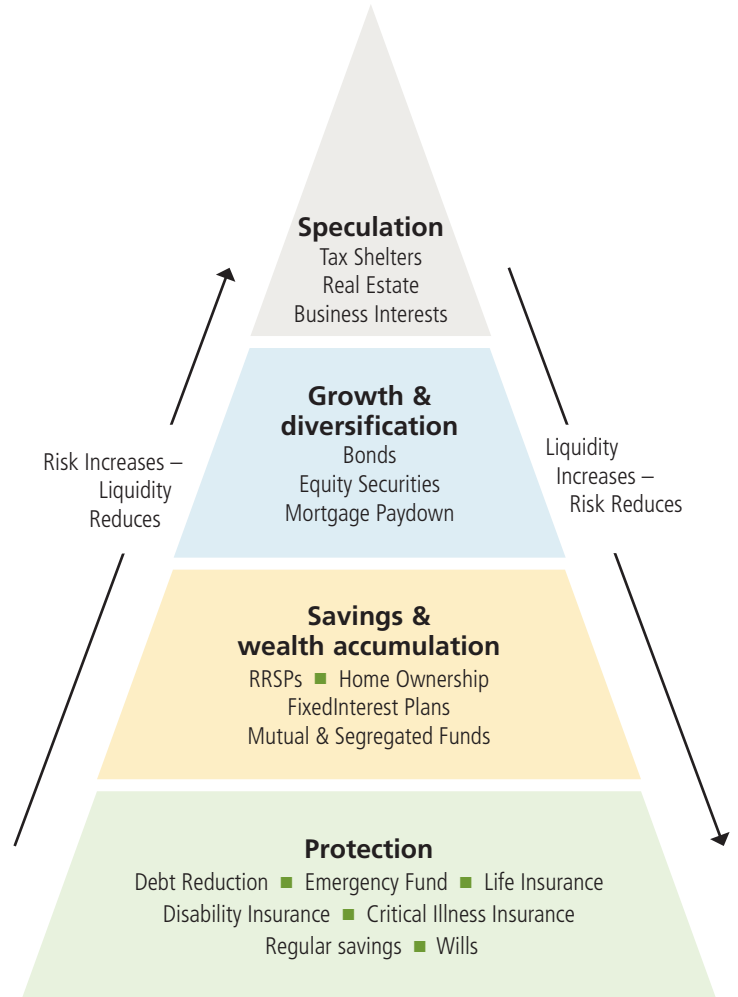 Speculation
Tax Shelters
Real Estate
Business Interests
Growth &
diversification
Bonds
Equity Securities
Mortgage Paydown
Risk Increases –
Liquidity
Reduces
Liquidity
Increases –
Risk Reduces
Savings &
wealth accumulation
RRSPs ■ Home Ownership
FixedInterest Plans
Mutual & Segregated Funds
Protection
Debt Reduction ■ Emergency Fund ■ Life Insurance
Disability Insurance ■ Critical Illness Insurance
Regular savings ■ Wills